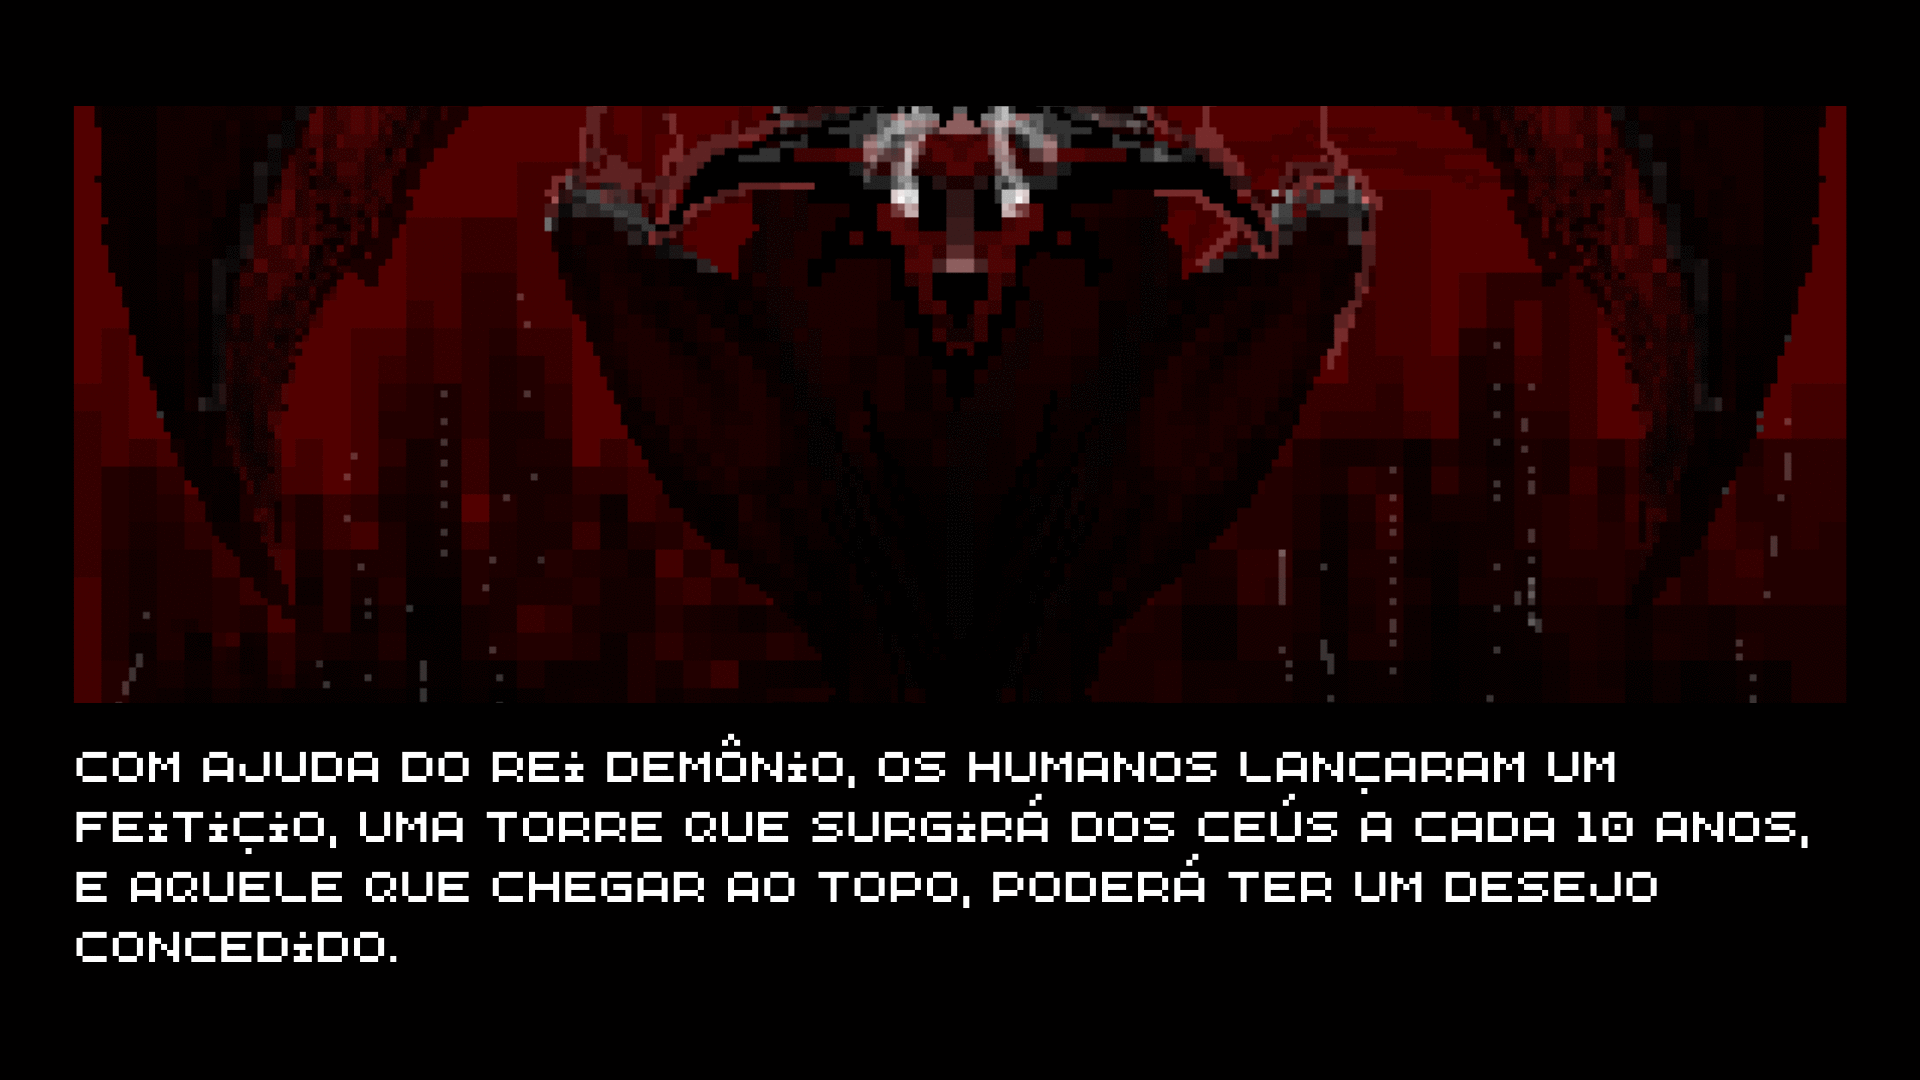 COM AJUDA DO REI DEMÔNIO, OS HUMANOS LANÇARAM UM
FEITIÇIO, UMA TORRE QUE SURGIRÁ DOS CEÚS A CADA 10 ANOS,
E AQUELE QUE CHEGAR AO TOPO, PODERÁ TER UM DESEJO
CONCEDIDO.